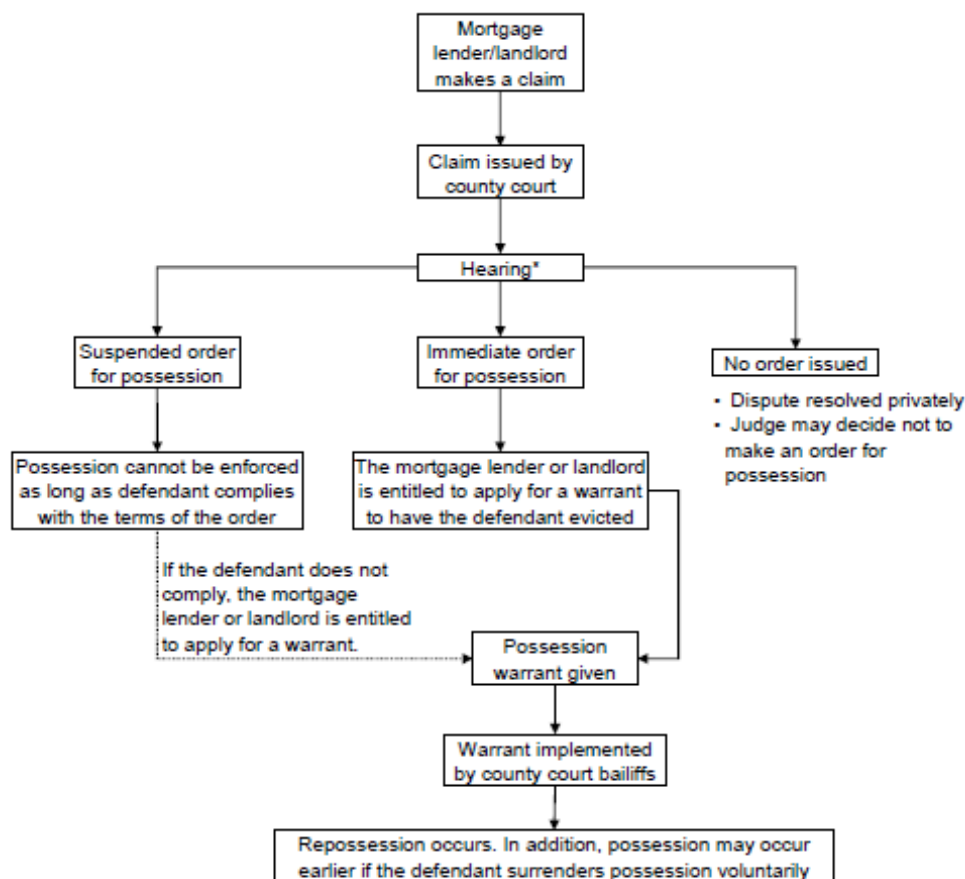 Mortgage
lender/landlord
makes a claim
Claim issued by
county court
Hearing*
Suspended order
for possession
Immediate order
for possession
No order issued
• Dispute resolved privately
• Judge may decide not to
make an order for
possession
Possession cannot be enforced
as long as defendant complies
with the terms of the order
The mortgage lender or landlord
is entitled to apply for a warrant
to have the defendant evicted
If the defendant does not
comply, the mortgage
lender or landlord is entitled
to apply for a warrant.
Possession
warrant given
Warrant implemented
by county court bailiffs
Repossession occurs. In addition, possession may occur
earlier if the defendant surrenders possession voluntarily